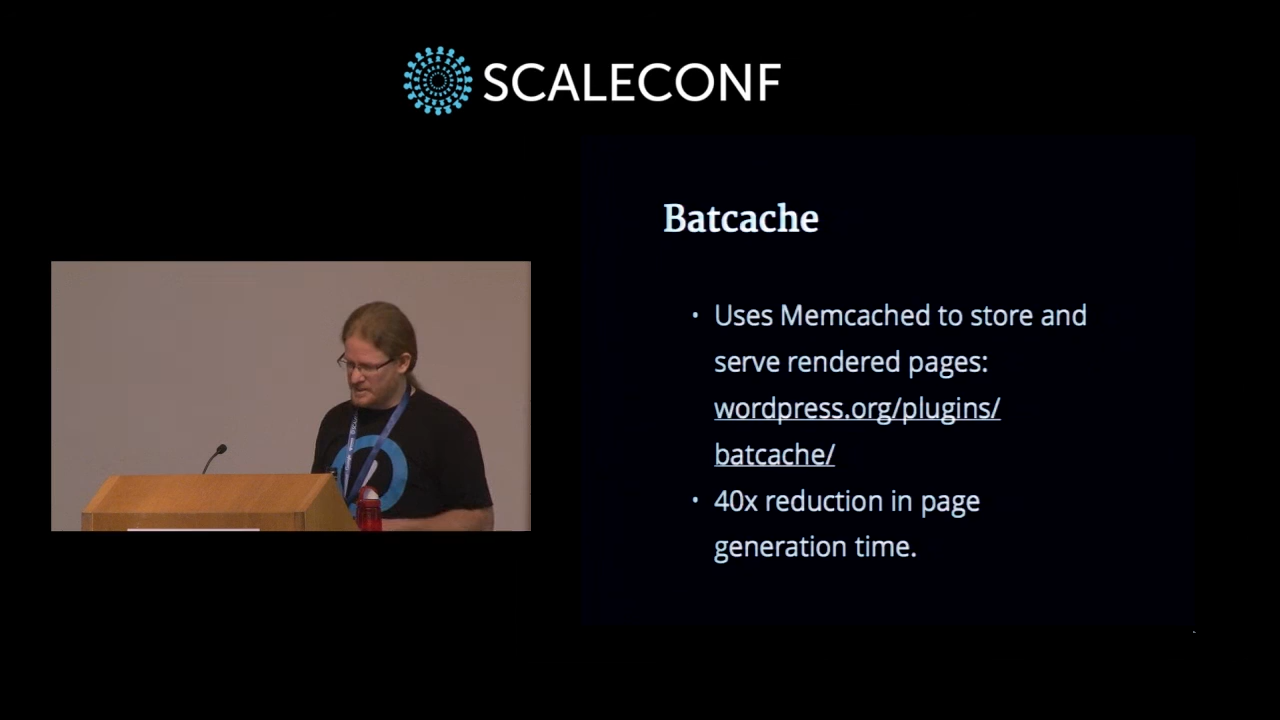 SCALECONF
Batcache
• Uses Memcached to store and
serve rendered pages:
wordpress.org/plugins/
batcache/
• 40x reduction in page
generation time.